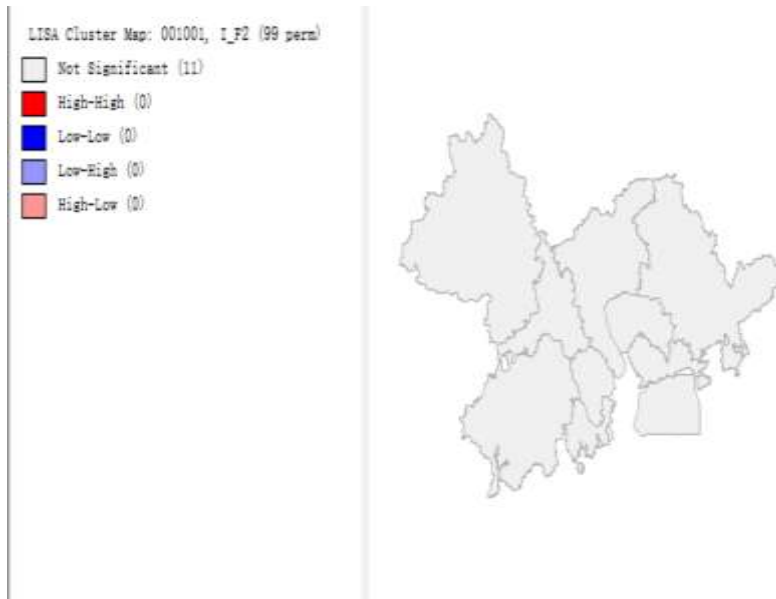 LISA Cluster Map: 001001, I_P2 (99 perm)
Not Significant (11)
High-High (0)
Low-Low (0)
Low-High (0)
High-Low (0)